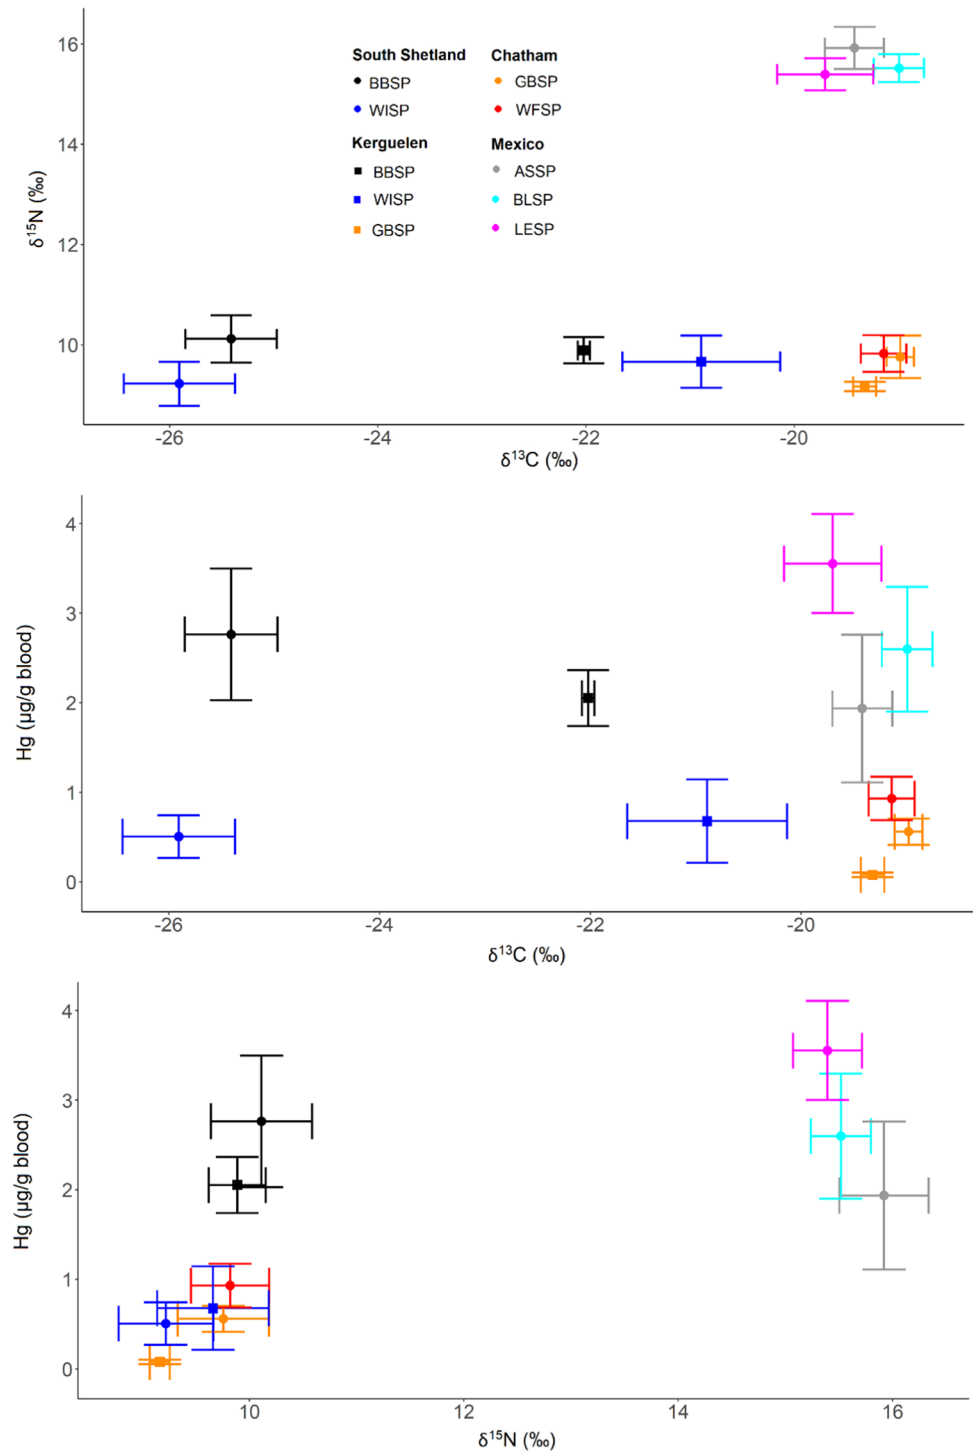 16
14
12
10
δ15N (‰)
South Shetland
BBSP
WISP
Kerguelen
BBSP
WISP
GBSP
Chatham
GBSP
WFSP
Mexico
ASSP
BLSP
LESP
-26
-24
-22
-20
δ13C (‰)
4
3
2
1
0
Hg (µg/g blood)
-26
-24
-22
-20
δ13C (‰)
4
3
2
1
0
Hg (µg/g blood)
10
12
14
16
δ15N (‰)